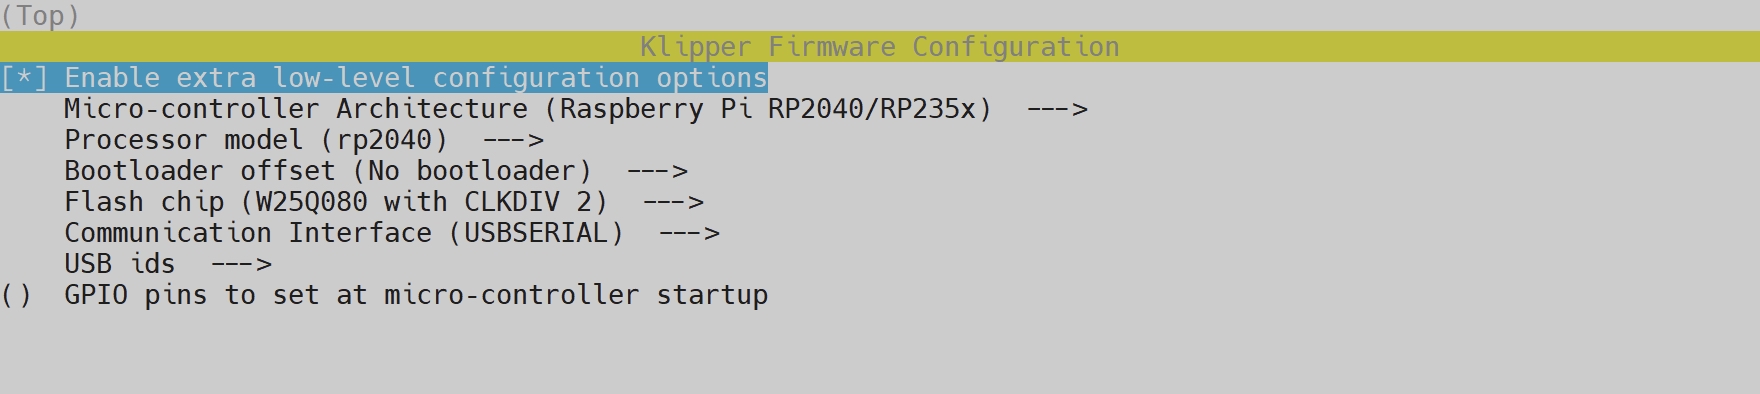 (Top)
Klipper Firmware Configuration
[*] Enable extra low-level configuration options
Micro-controller Architecture (Raspberry Pi RP2040/RP235x)  --->
Processor model (rp2040)  --->
Bootloader offset (No bootloader)  --->
Flash chip (W25Q080 with CLKDIV 2)  --->
Communication Interface (USBSERIAL)  --->
USB ids  --->
()  GPIO pins to set at micro-controller startup